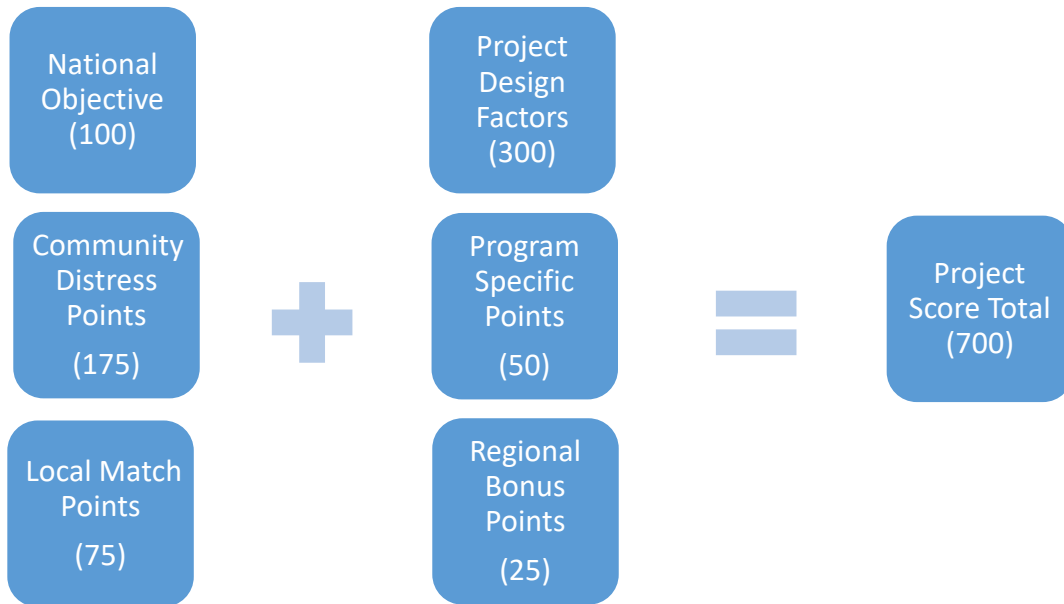 National
Objective
(100)
Community
Distress
Points
(175)
Local Match
Points
(75)
Project
Design
Factors
(300)
Program
Specific
Points
(50)
Regional
Bonus
Points
(25)
Project
Score Total
(700)